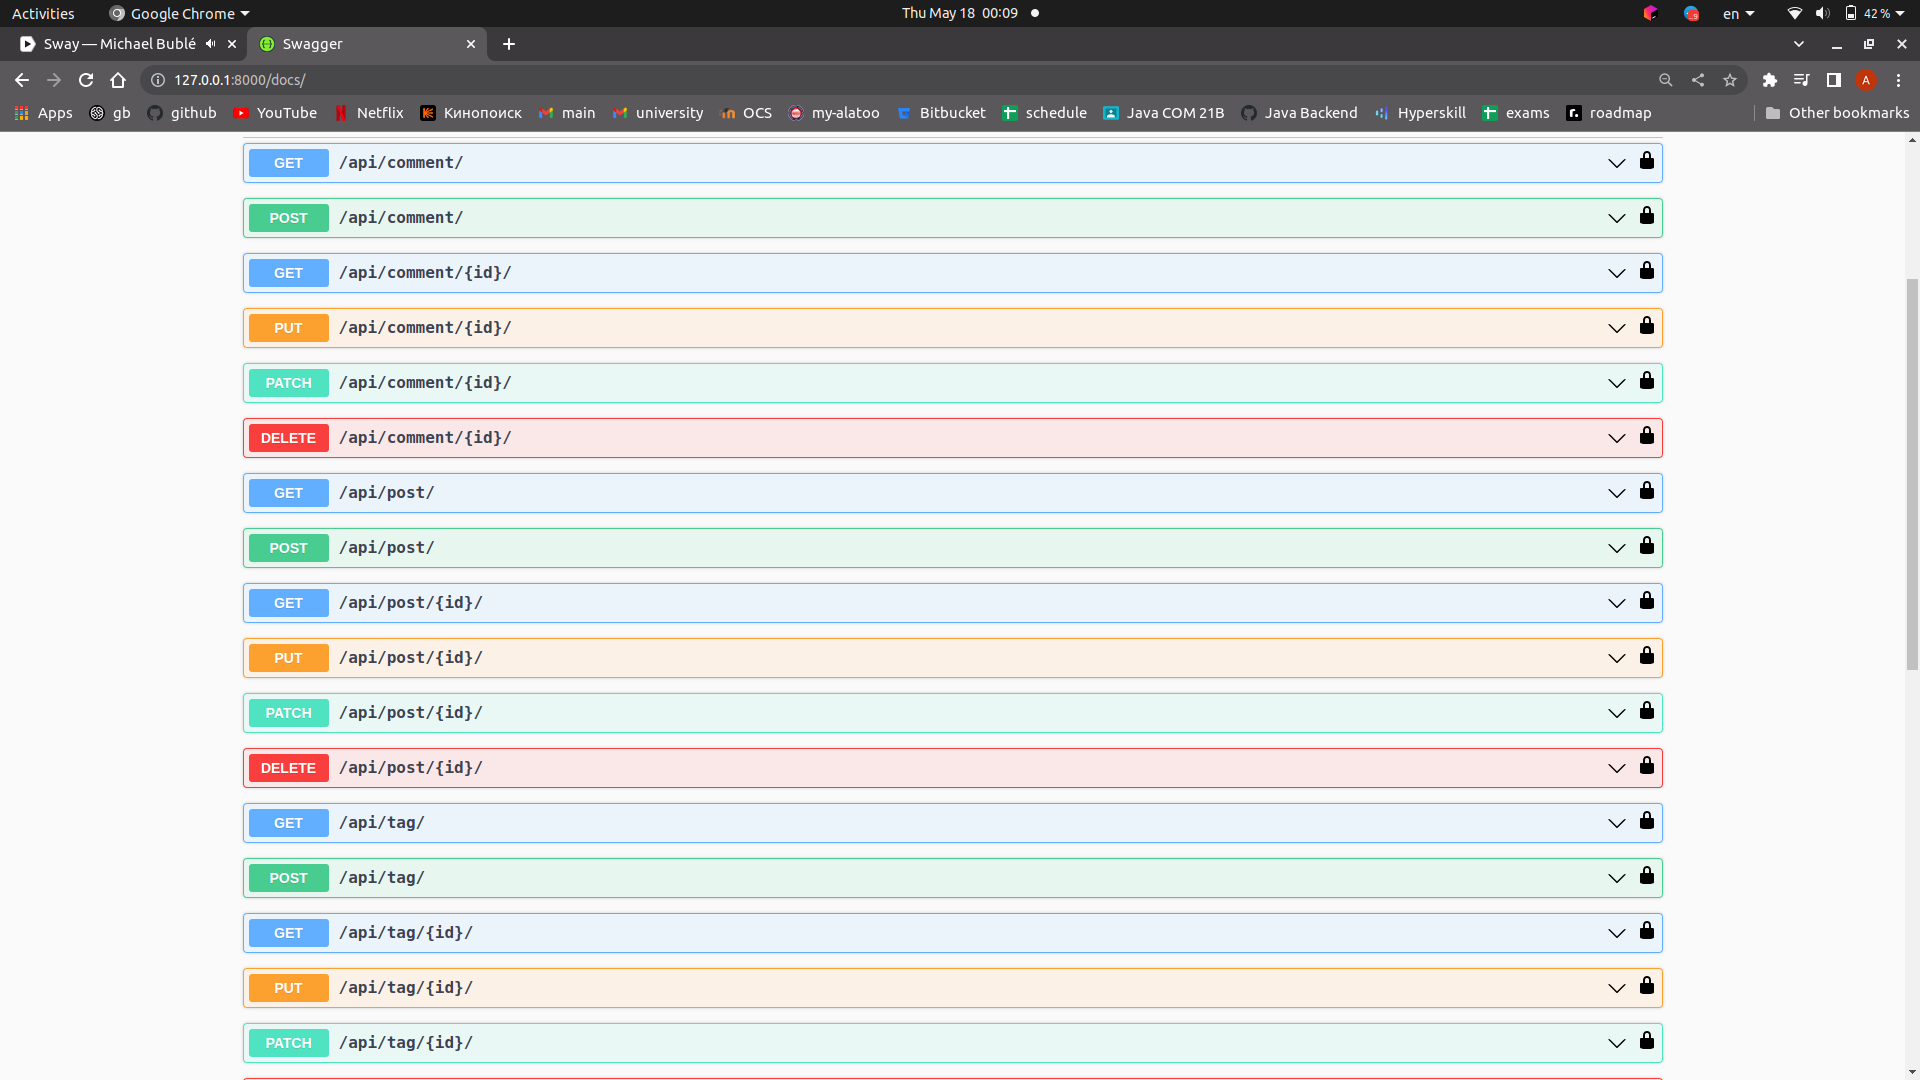 Activities Google Chrome Thu May 18 00:09 en 42 %
Sway — Michael Bublé Swagger
127.0.0.1:8000/docs/ A
Apps gb github YouTube Netflix Кинопоиск main university OCS my-alatoo Bitbucket schedule Java COM 21B Java Backend Hyperskill exams roadmap Other bookmarks
GET /api/comment/
POST /api/comment/
GET /api/comment/{id}/
PUT /api/comment/{id}/
PATCH /api/comment/{id}/
DELETE /api/comment/{id}/
GET /api/post/
POST /api/post/
GET /api/post/{id}/
PUT /api/post/{id}/
PATCH /api/post/{id}/
DELETE /api/post/{id}/
GET /api/tag/
POST /api/tag/
GET /api/tag/{id}/
PUT /api/tag/{id}/
PATCH /api/tag/{id}/